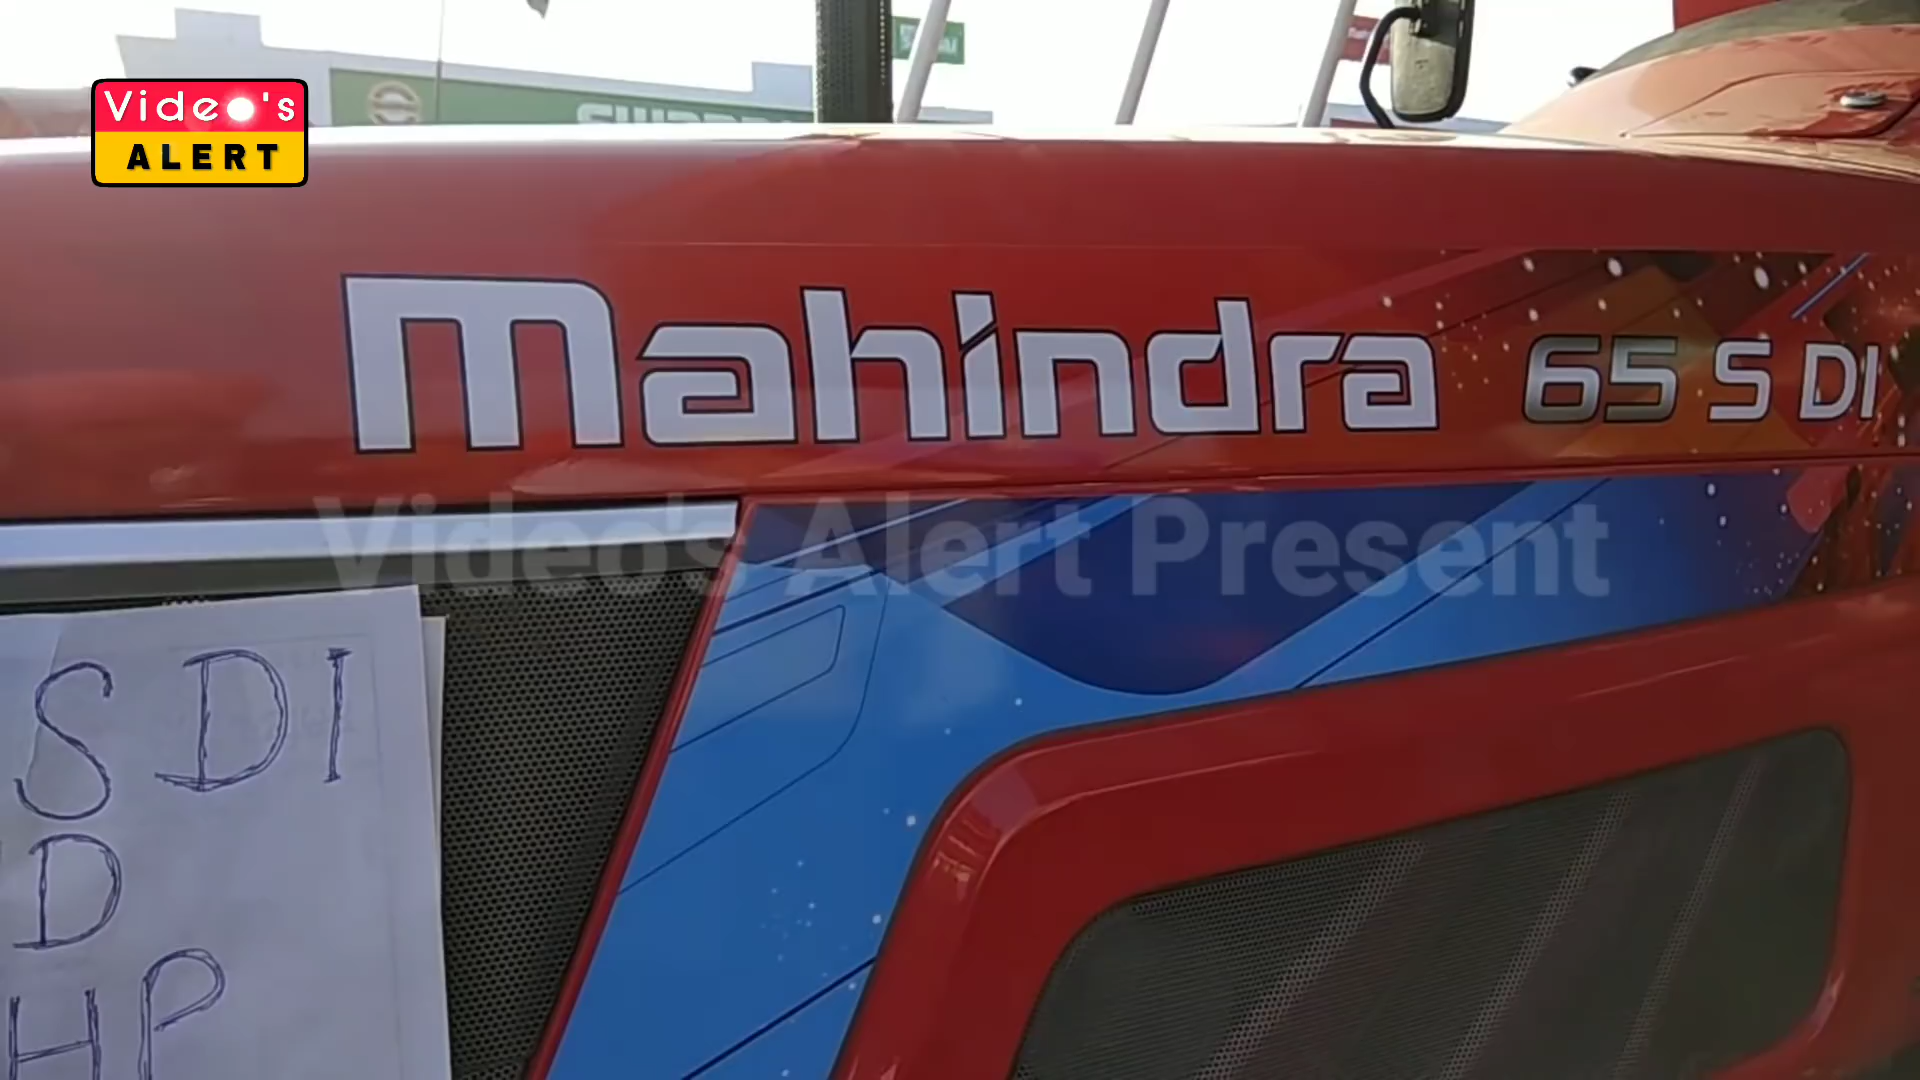 Video's
ALERT
mahindra 65 S DI
Video's Alert Present
S DI
D
HP